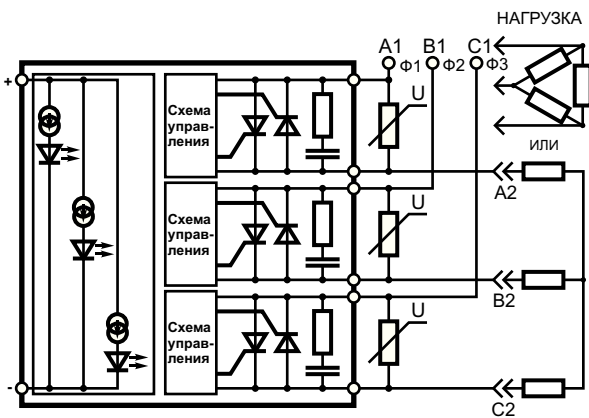 НАГРУЗКА
A1 B1 C1
Ф1 Ф2 Ф3
+
Схема
управ-
ления
U
ИЛИ
A2
Схема
управ-
ления
U
B2
Схема
управ-
ления
U
-
C2